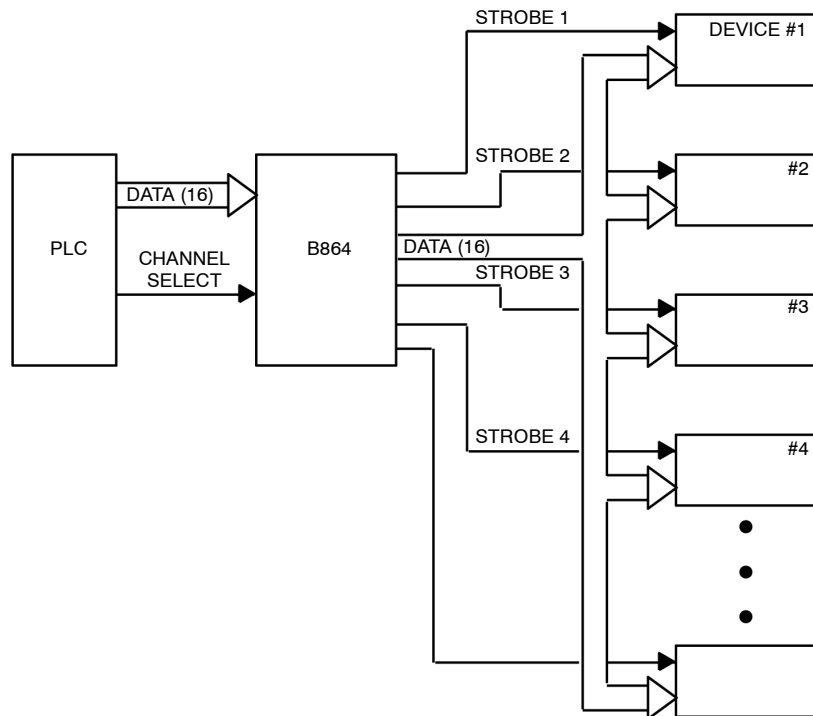 STROBE 1
DEVICE #1
STROBE 2
#2
DATA (16)
PLC
B864
DATA (16)
CHANNEL
SELECT
STROBE 3
#3
STROBE 4
#4